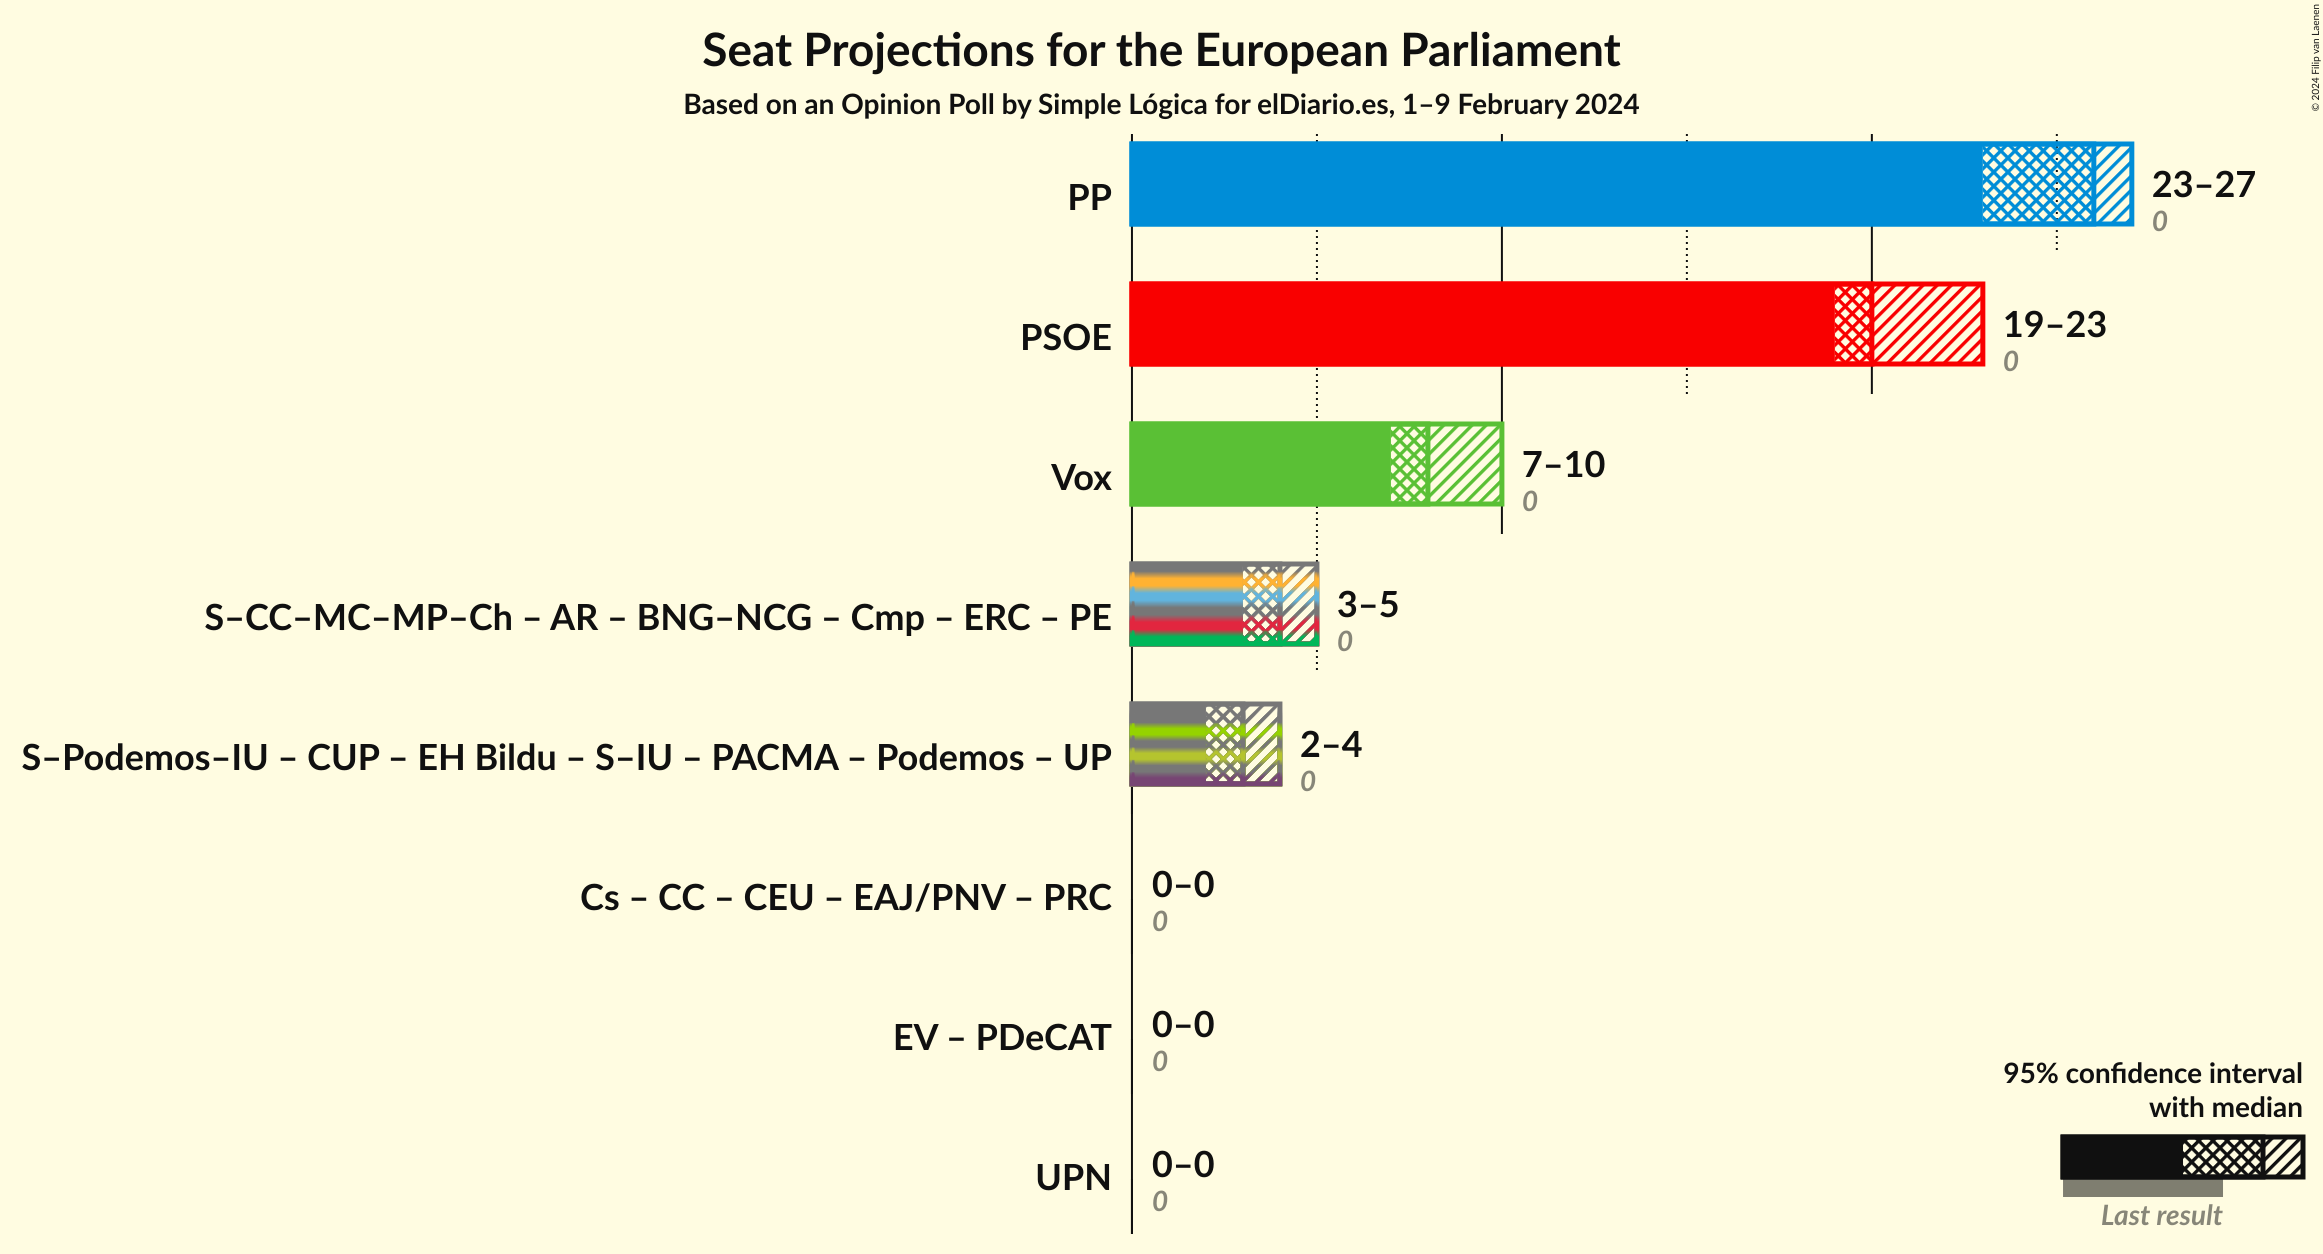 Seat Projections for the European Parliament
Based on an Opinion Poll by Simple Lógica for elDiario.es, 1–9 February 2024
© 2024 Filip van Laenen
PP
23–27
0
PSOE
19–23
0
Vox
7–10
0
S–CC–MC–MP–Ch – AR – BNG–NCG – Cmp – ERC – PE
3–5
0
S–Podemos–IU – CUP – EH Bildu – S–IU – PACMA – Podemos – UP
2–4
0
Cs – CC – CEU – EAJ/PNV – PRC
0–0
0
EV – PDeCAT
0–0
0
UPN
0–0
0
95% confidence interval
with median
Last result